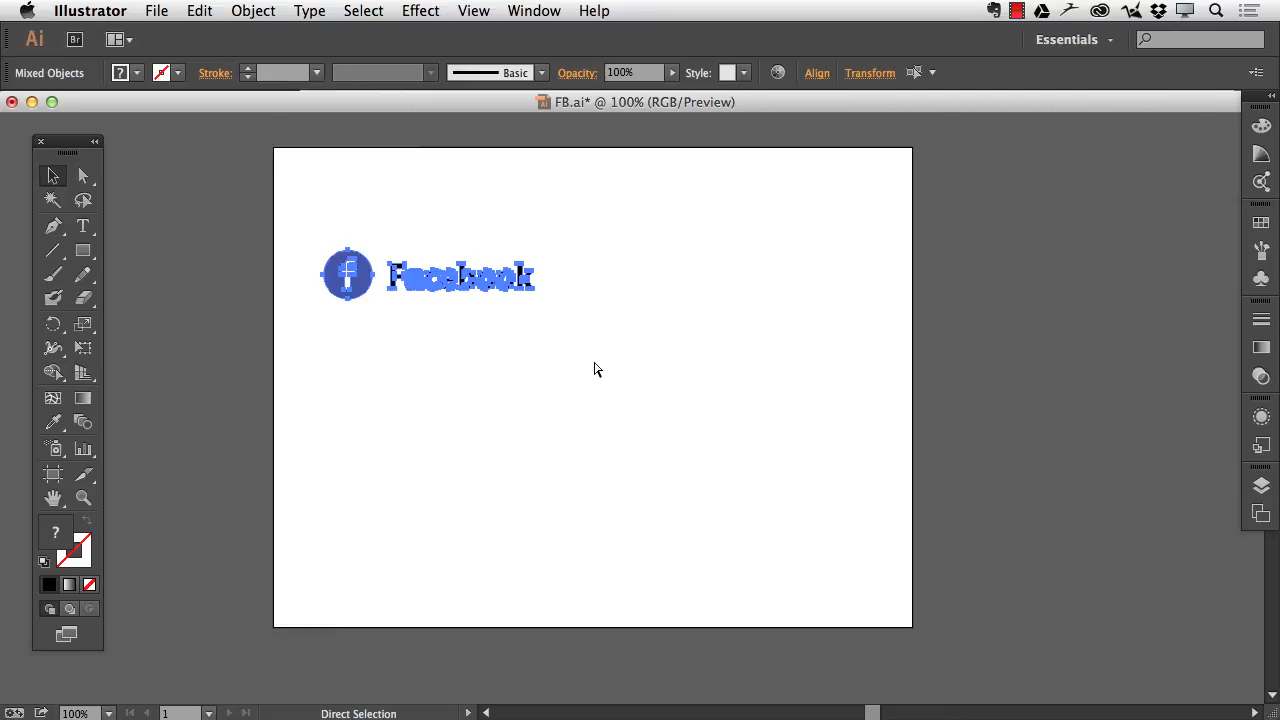 Illustrator File Edit Object Type Select Effect View Window Help
Ai Br Essentials
Mixed Objects ? Stroke: Basic Opacity: 100% Style: Align Transform
FB.ai* @ 100% (RGB/Preview)
f Facebook
?
100% 1 Direct Selection